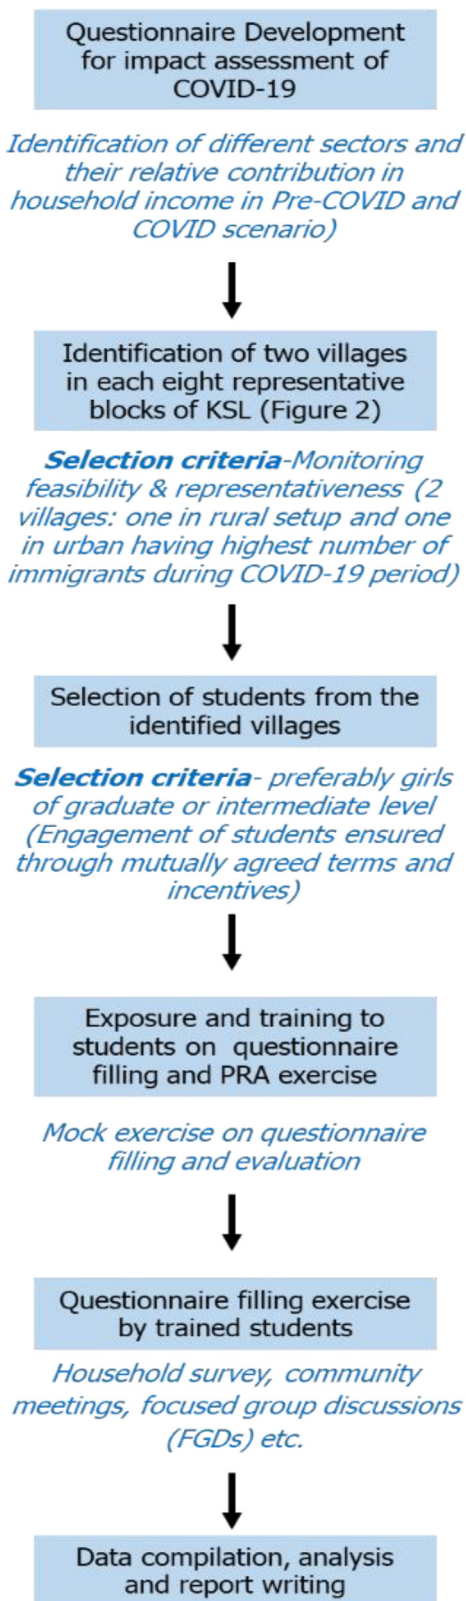 Questionnaire Development
for impact assessment of
COVID-19
Identification of different sectors and
their relative contribution in
household income in Pre-COVID and
COVID scenario)
Identification of two villages
in each eight representative
blocks of KSL (Figure 2)
Selection criteria-Monitoring
feasibility & representativeness (2
villages: one in rural setup and one
in urban having highest number of
immigrants during COVID-19 period)
Selection of students from the
identified villages
Selection criteria- preferably girls
of graduate or intermediate level
(Engagement of students ensured
through mutually agreed terms and
incentives)
Exposure and training to
students on questionnaire
filling and PRA exercise
Mock exercise on questionnaire
filling and evaluation
Questionnaire filling exercise
by trained students
Household survey, community
meetings, focused group discussions
(FGDs) etc.
Data compilation, analysis
and report writing